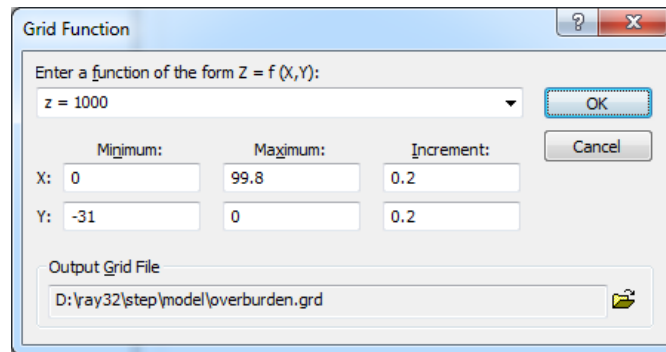 Grid Function
Enter a function of the form Z = f (X,Y):
z = 1000
OK
Minimum: Maximum: Increment: Cancel
X: 0 99.8 0.2
Y: -31 0 0.2
Output Grid File
D:\ray32\step\model\overburden.grd